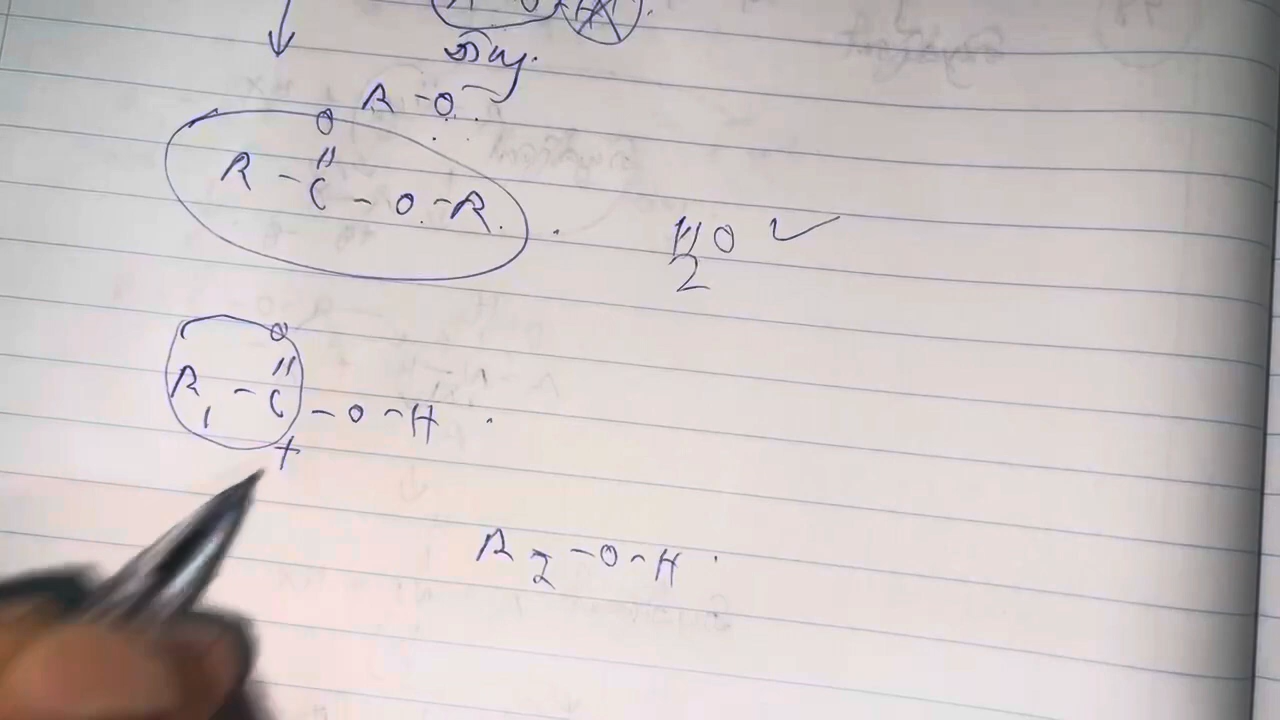 R - O
O
||
R - C - O - R . H2O ✓
O
||
R1 - C - O - H .
+
R2 - O - H .